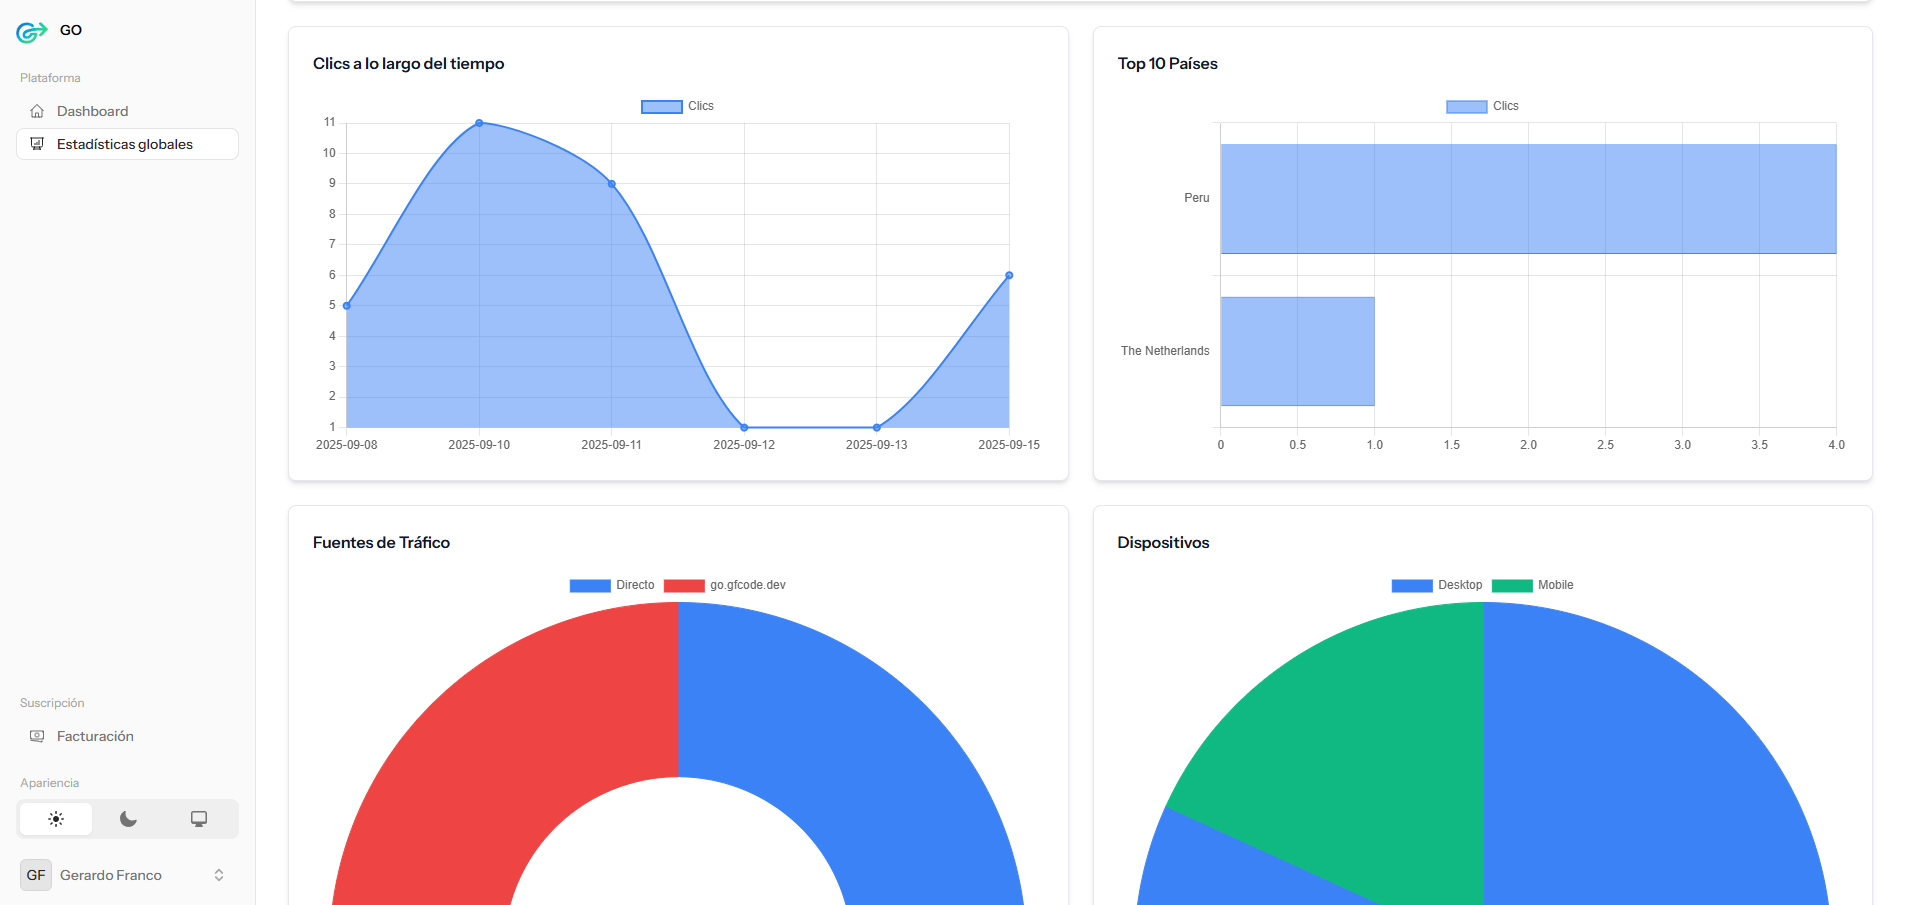 GO
Plataforma
Dashboard
Estadísticas globales
Suscripción
Facturación
Apariencia
GF Gerardo Franco
Clics a lo largo del tiempo
Clics
11
10
9
8
7
6
5
4
3
2
1
2025-09-08 2025-09-10 2025-09-11 2025-09-12 2025-09-13 2025-09-15
Top 10 Países
Clics
Peru
The Netherlands
0 0.5 1.0 1.5 2.0 2.5 3.0 3.5 4.0
Fuentes de Tráfico
Directo go.gfcode.dev
Dispositivos
Desktop Mobile